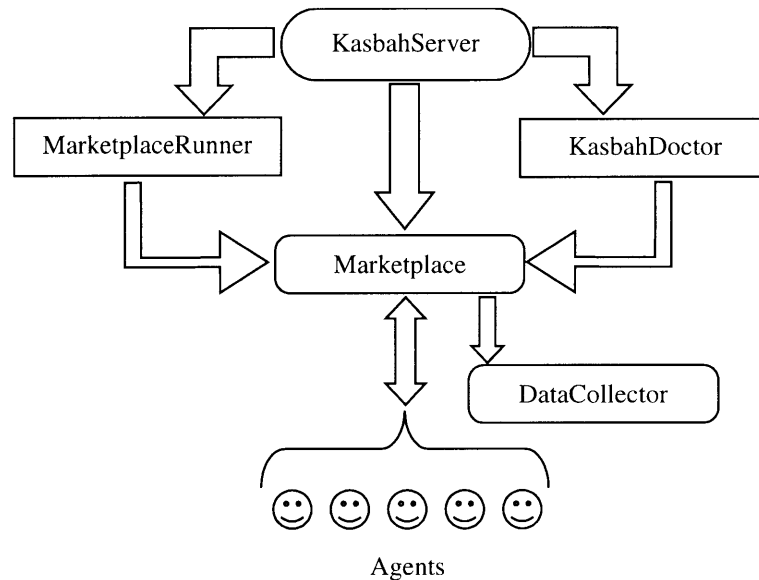 KasbahServer
MarketplaceRunner
KasbahDoctor
Marketplace
DataCollector
Agents